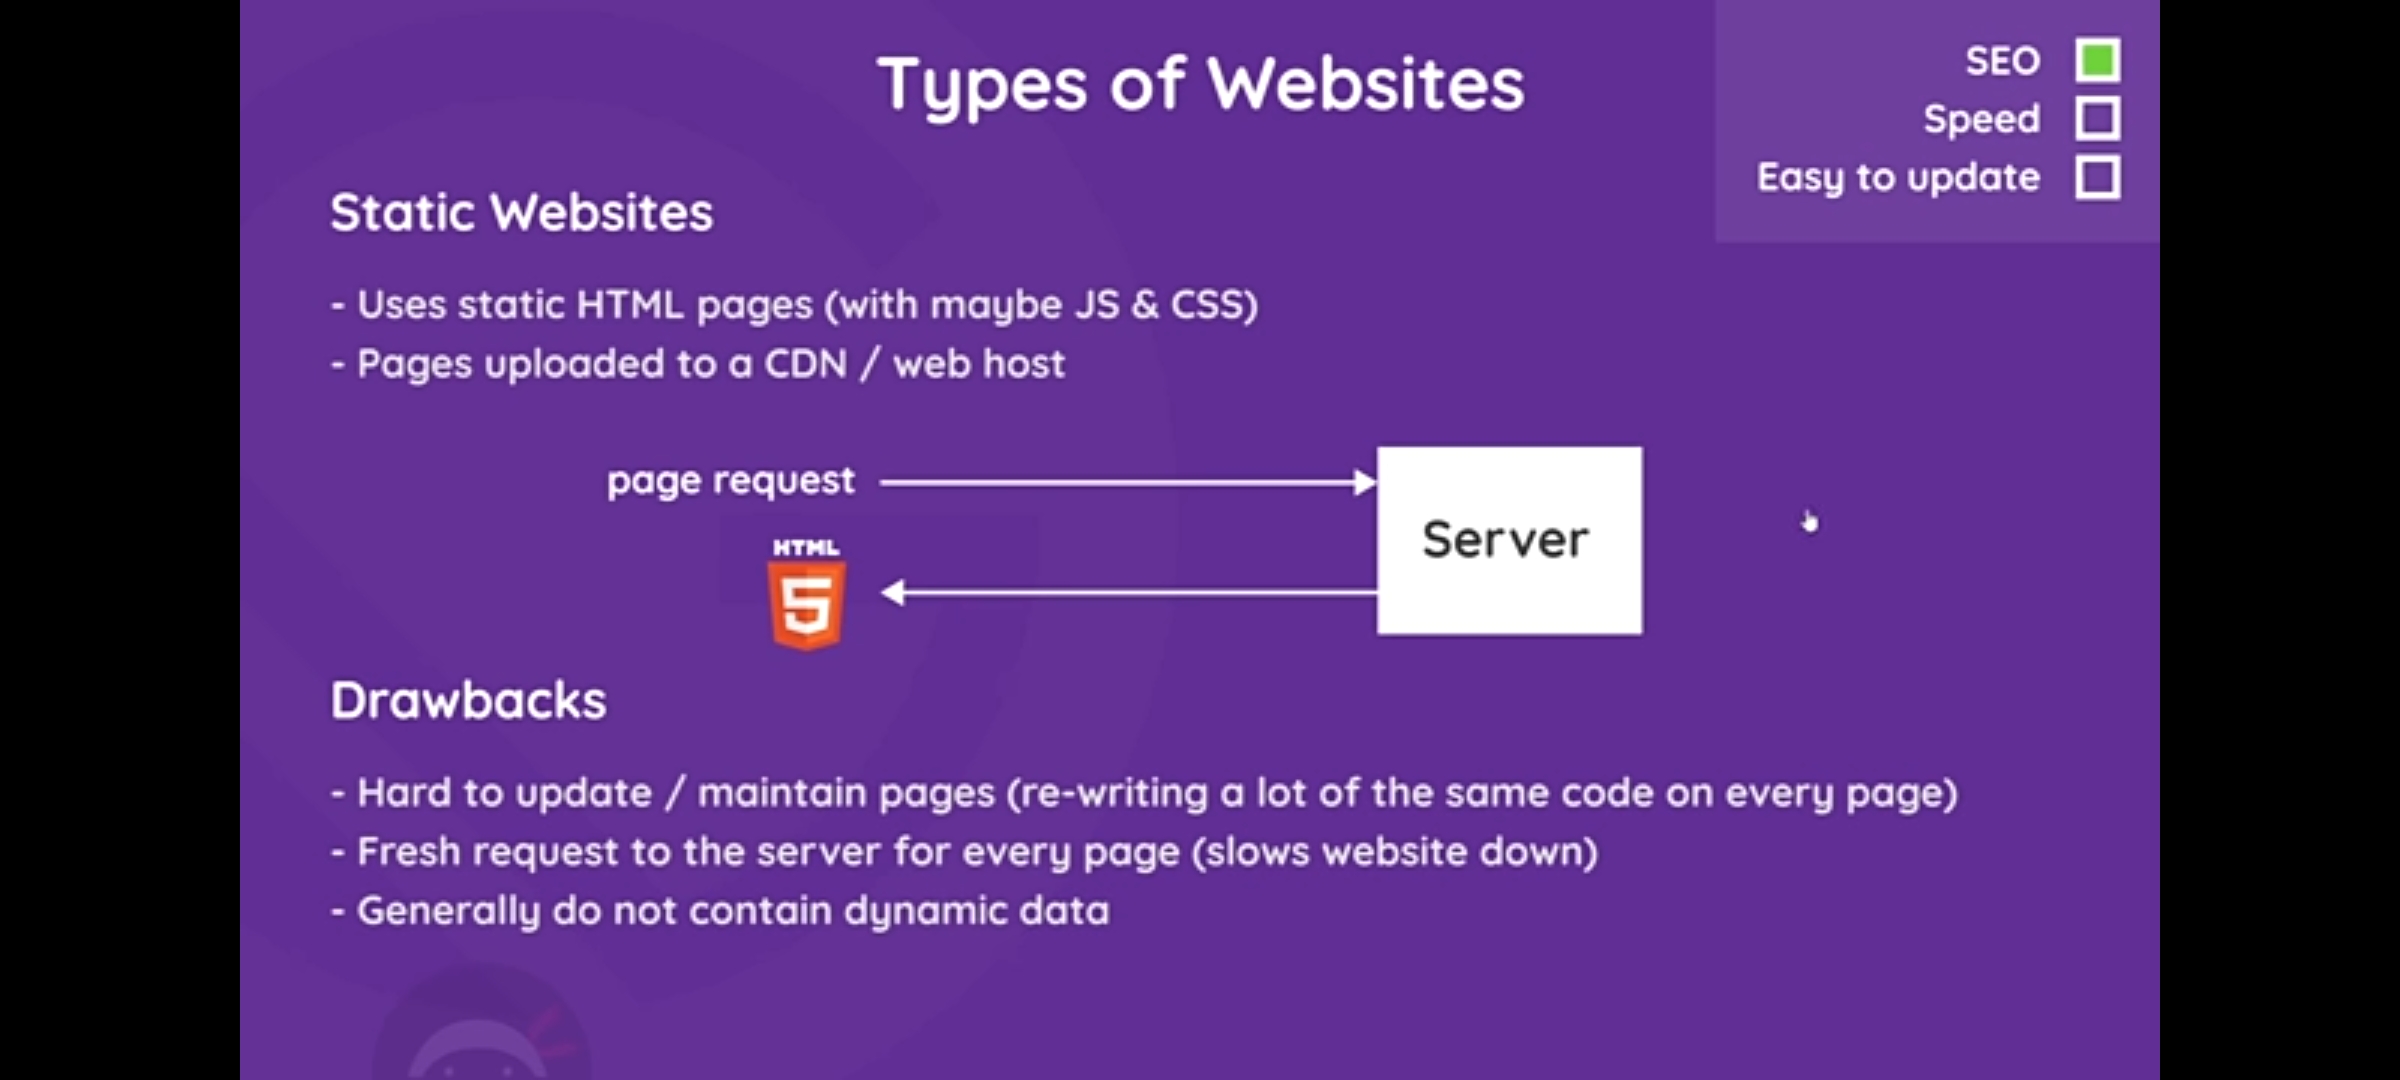 Types of Websites
SEO
Speed
Easy to update
Static Websites
- Uses static HTML pages (with maybe JS & CSS)
- Pages uploaded to a CDN / web host
page request
Server
HTML
5
Drawbacks
- Hard to update / maintain pages (re-writing a lot of the same code on every page)
- Fresh request to the server for every page (slows website down)
- Generally do not contain dynamic data